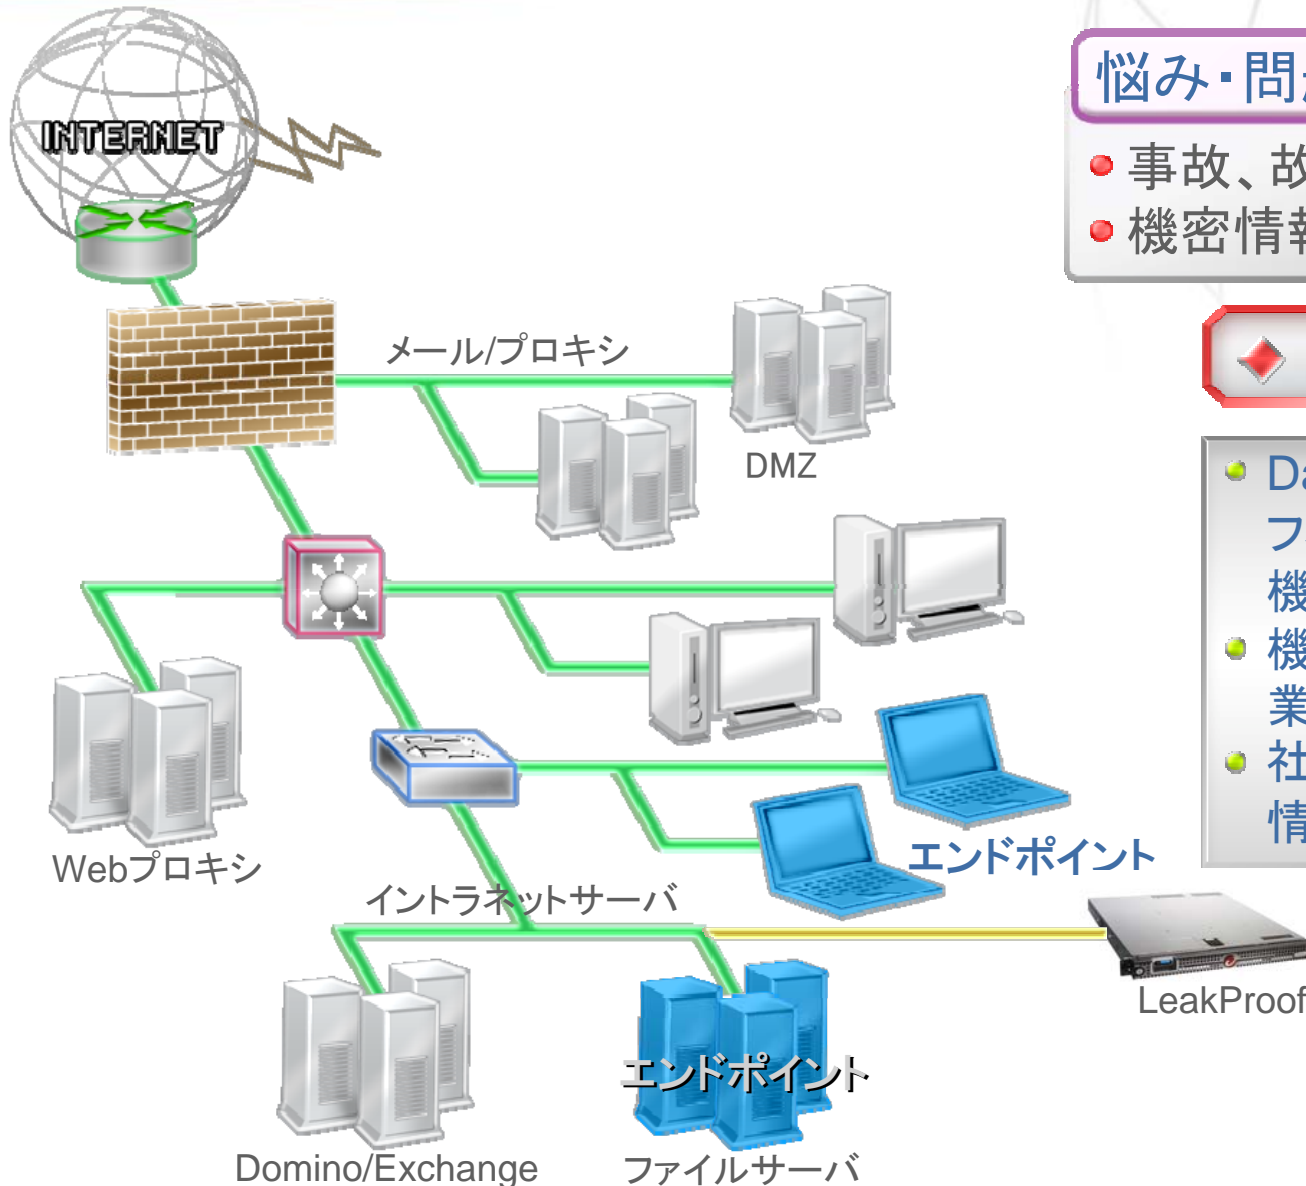 INTERNET
悩み・問
事故、故
機密情
メール/プロキシ
DMZ
Da
フ
機
機
業
社
情
Webプロキシ
エンドポイント
イントラネットサーバ
LeakProof
エンドポイント
Domino/Exchange
ファイルサーバ